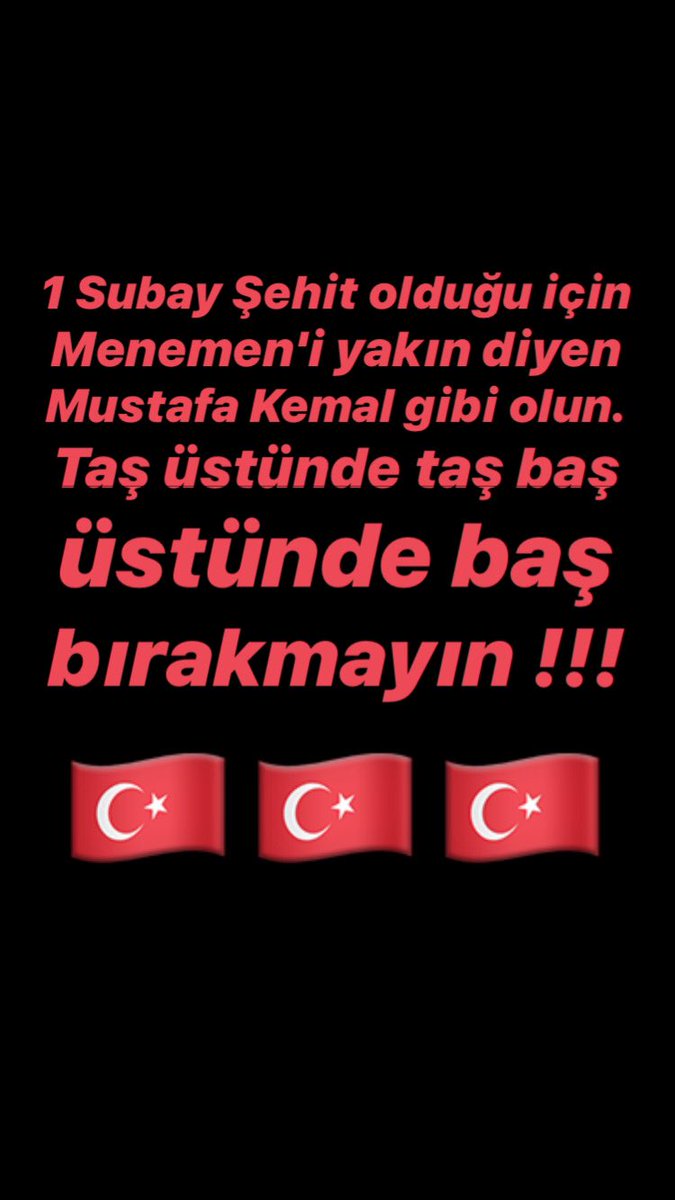 1 Subay Şehit olduğu için
Menemen'i yakın diyen
Mustafa Kemal gibi olun.
Taş üstünde taş baş
üstünde baş
bırakmayın !!!